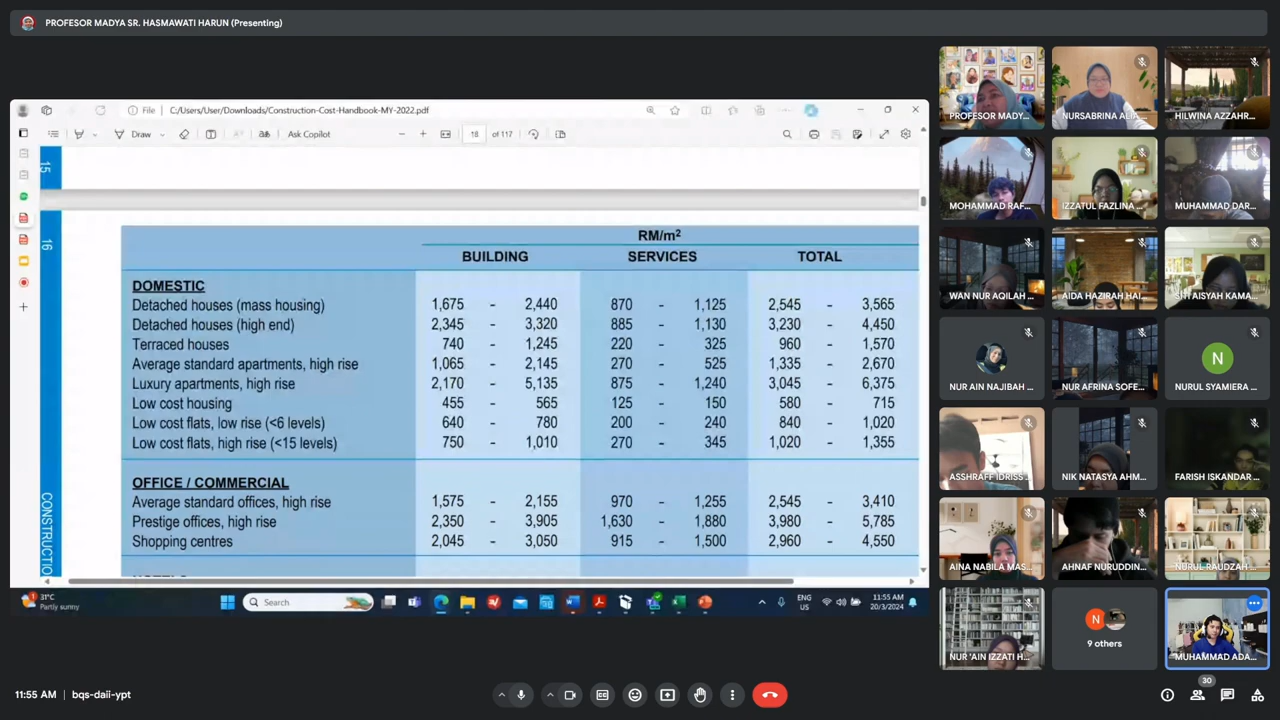 PROFESOR MADYA SR. HASMAWATI HARUN (Presenting)
File C:/Users/User/Downloads/Construction-Cost-Handbook-MY-2022.pdf
Draw Ask Copilot 16 of 117
15
16
CONSTRUCTIO
RM/m²
BUILDING SERVICES TOTAL
DOMESTIC
Detached houses (mass housing) 1,675 - 2,440 870 - 1,125 2,545 - 3,565
Detached houses (high end) 2,345 - 3,320 885 - 1,130 3,230 - 4,450
Terraced houses 740 - 1,245 220 - 325 960 - 1,570
Average standard apartments, high rise 1,065 - 2,145 270 - 525 1,335 - 2,670
Luxury apartments, high rise 2,170 - 5,135 875 - 1,240 3,045 - 6,375
Low cost housing 455 - 565 125 - 150 580 - 715
Low cost flats, low rise (<6 levels) 640 - 780 200 - 240 840 - 1,020
Low cost flats, high rise (<15 levels) 750 - 1,010 270 - 345 1,020 - 1,355
OFFICE / COMMERCIAL
Average standard offices, high rise 1,575 - 2,155 970 - 1,255 2,545 - 3,410
Prestige offices, high rise 2,350 - 3,905 1,630 - 1,880 3,980 - 5,785
Shopping centres 2,045 - 3,050 915 - 1,500 2,960 - 4,550
1
31°C
Partly sunny
Search
ENG
US
11:55 AM
20/3/2024
PROFESOR MADY...
NURSABRINA ALIA...
HILWINA AZZAHR...
MOHAMMAD RAF...
IZZATUL FAZLINA ...
MUHAMMAD DAR...
WAN NUR AQILAH ...
AIDA HAZIRAH HAI...
SITI AISYAH KAMA...
NUR AIN NAJIBAH ...
NUR AFRINA SOFE...
N
NURUL SYAMIERA ...
ASSHRAFF IDRISS ...
NIK NATASYA AHM...
FARISH ISKANDAR ...
AINA NABILA MAS...
AHNAF NURUDDIN...
NURUL RAUDZAH ...
NUR 'AIN IZZATI H...
N
9 others
MUHAMMAD ADA...
11:55 AM | bqs-daii-ypt
30